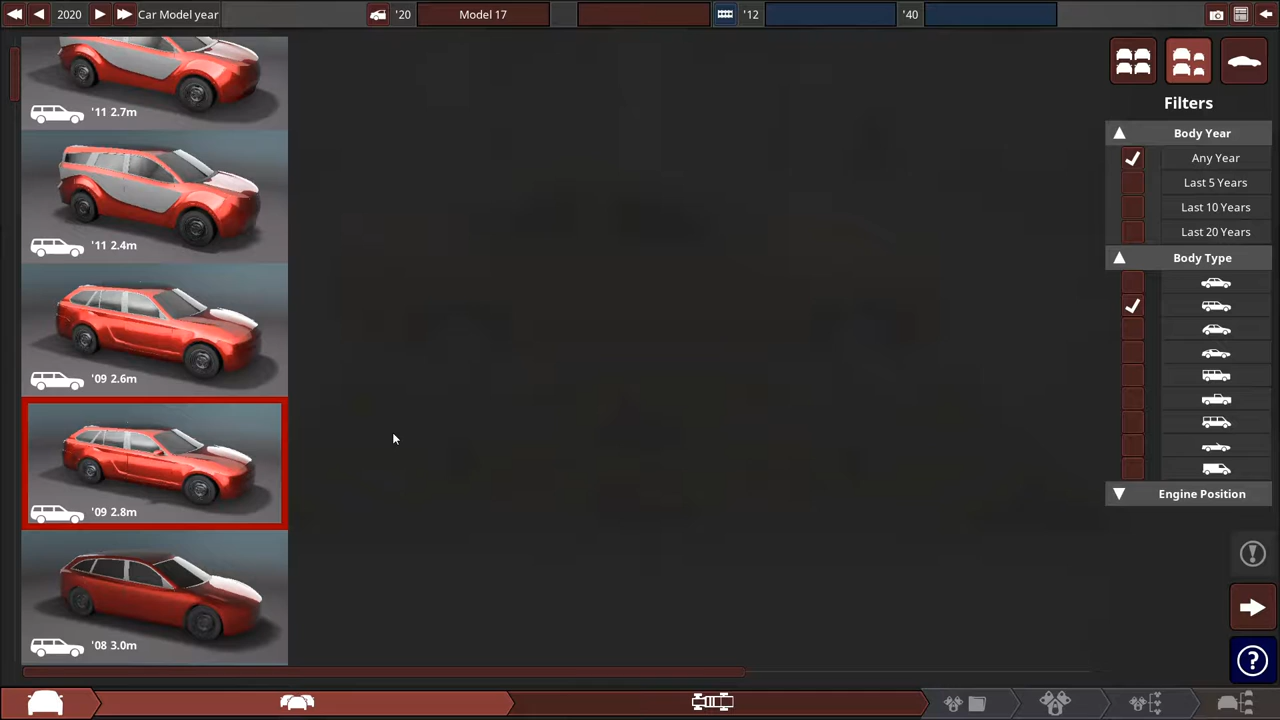 2020 Car Model year '20 Model 17 '12 '40
'11 2.7m
'11 2.4m
'09 2.6m
'09 2.8m
'08 3.0m
Filters
Body Year
Any Year
Last 5 Years
Last 10 Years
Last 20 Years
Body Type
Engine Position
?